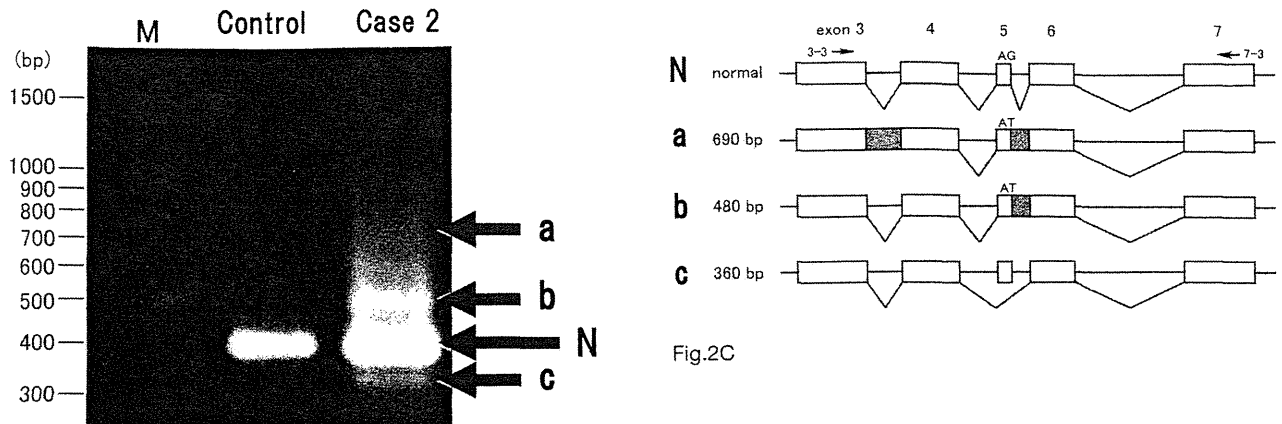 M Control Case 2
(bp)
1500
1000
900
800
700
600
500
400
300
a
b
N
c
exon 3 4 5 6 7
3-3 7-3
AG
N normal
AT
a 690 bp
AT
b 480 bp
c 360 bp
Fig.2C